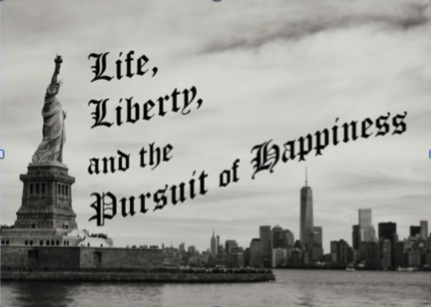 Life,
Liberty,
and the
Pursuit of Happiness